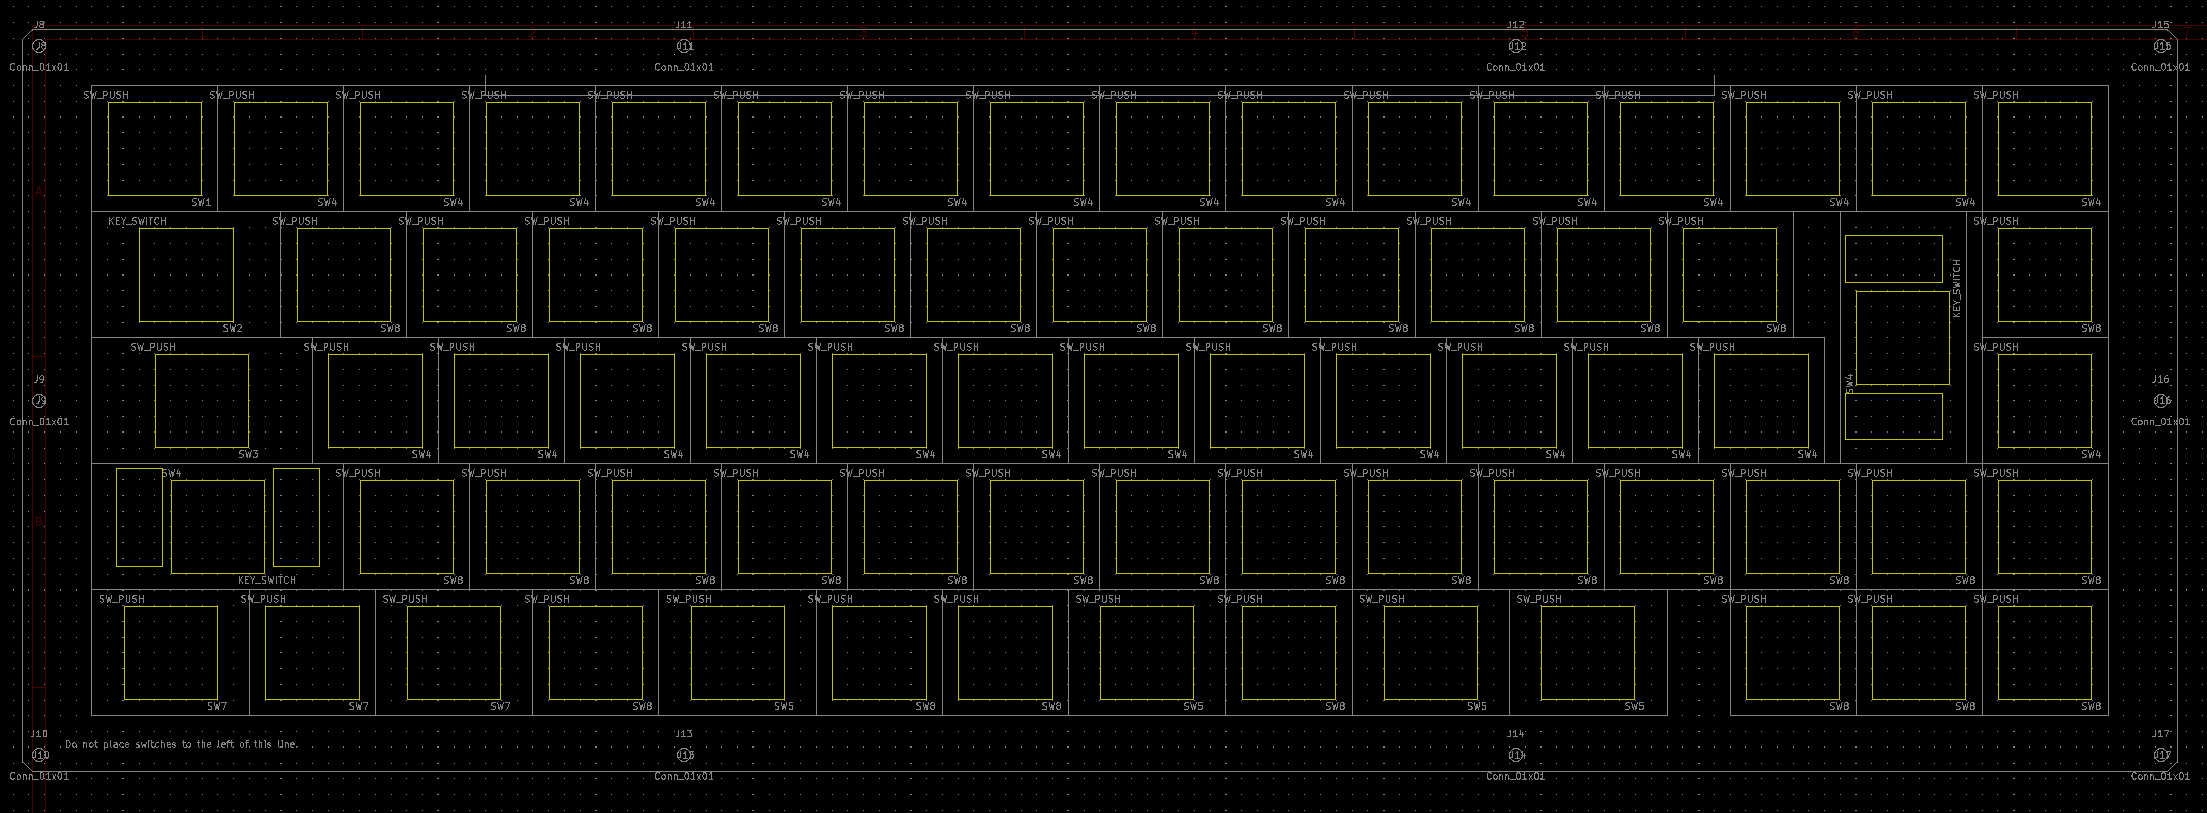 J8 J11 J12 J15
J8 J11 J12 J15
Conn_01x01 Conn_01x01 Conn_01x01 Conn_01x01
SW_PUSH SW_PUSH SW_PUSH SW_PUSH SW_PUSH SW_PUSH SW_PUSH SW_PUSH SW_PUSH SW_PUSH SW_PUSH SW_PUSH SW_PUSH SW_PUSH SW_PUSH SW_PUSH
SW1 SW4 SW4 SW4 SW4 SW4 SW4 SW4 SW4 SW4 SW4 SW4 SW4 SW4 SW4 SW4
KEY_SWITCH SW_PUSH SW_PUSH SW_PUSH SW_PUSH SW_PUSH SW_PUSH SW_PUSH SW_PUSH SW_PUSH SW_PUSH SW_PUSH SW_PUSH SW_PUSH
KEY_SWITCH
SW2 SW8 SW8 SW8 SW8 SW8 SW8 SW8 SW8 SW8 SW8 SW8 SW8 SW8
SW_PUSH SW_PUSH SW_PUSH SW_PUSH SW_PUSH SW_PUSH SW_PUSH SW_PUSH SW_PUSH SW_PUSH SW_PUSH SW_PUSH SW_PUSH SW_PUSH
SW4
J9 J16
J9 J16
Conn_01x01 Conn_01x01
SW3 SW4 SW4 SW4 SW4 SW4 SW4 SW4 SW4 SW4 SW4 SW4 SW4 SW4
SW4 SW_PUSH SW_PUSH SW_PUSH SW_PUSH SW_PUSH SW_PUSH SW_PUSH SW_PUSH SW_PUSH SW_PUSH SW_PUSH SW_PUSH SW_PUSH SW_PUSH
KEY_SWITCH SW8 SW8 SW8 SW8 SW8 SW8 SW8 SW8 SW8 SW8 SW8 SW8 SW8 SW8
SW_PUSH SW_PUSH SW_PUSH SW_PUSH SW_PUSH SW_PUSH SW_PUSH SW_PUSH SW_PUSH SW_PUSH SW_PUSH SW_PUSH SW_PUSH SW_PUSH
SW7 SW7 SW7 SW8 SW5 SW8 SW8 SW5 SW8 SW5 SW5 SW8 SW8 SW8
J10 J13 J14 J17
Do not place switches to the left of this line.
J10 J13 J14 J17
Conn_01x01 Conn_01x01 Conn_01x01 Conn_01x01